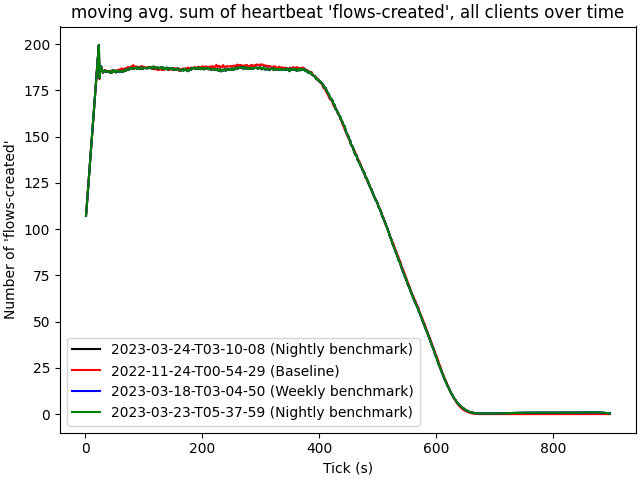 moving avg. sum of heartbeat 'flows-created', all clients over time
Number of 'flows-created'
200
175
150
125
100
75
50
25
0
2023-03-24-T03-10-08 (Nightly benchmark)
2022-11-24-T00-54-29 (Baseline)
2023-03-18-T03-04-50 (Weekly benchmark)
2023-03-23-T05-37-59 (Nightly benchmark)
0 200 400 600 800
Tick (s)